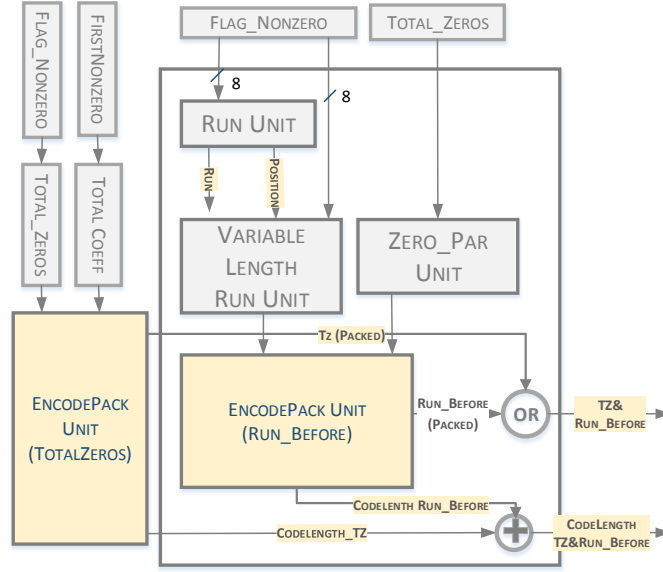 FLAG_NONZERO
FIRSTNONZERO
FLAG_NONZERO
TOTAL_ZEROS
8
8
RUN UNIT
RUN
POSITION
TOTAL_ZEROS
TOTAL COEFF
VARIABLE
LENGTH
RUN UNIT
ZERO_PAR
UNIT
TZ (PACKED)
ENCODEPACK
UNIT
(TOTALZEROS)
ENCODEPACK UNIT
(RUN_BEFORE)
RUN_BEFORE
(PACKED)
OR
TZ&
RUN_BEFORE
CODELENTH RUN_BEFORE
CODELENGTH_TZ
+
CODELENGTH
TZ&RUN_BEFORE